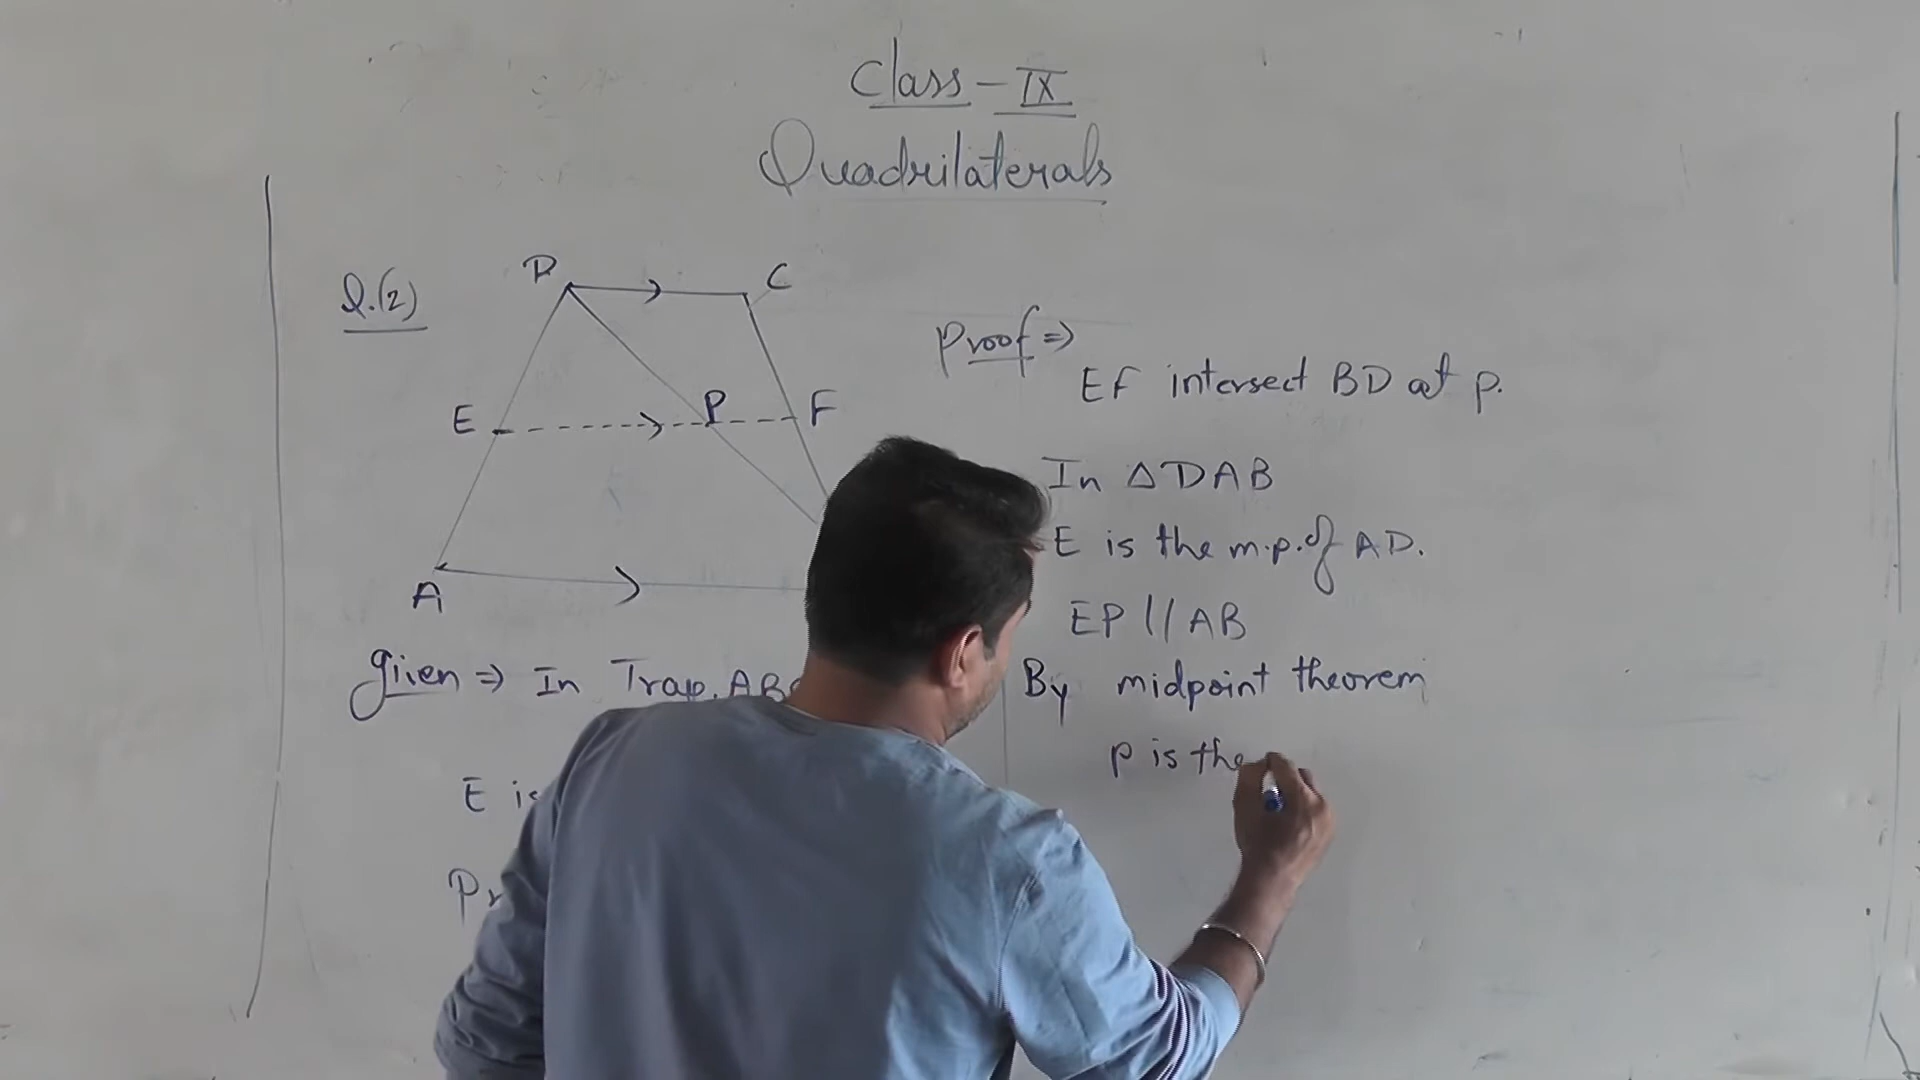 Class - IX
Quadrilaterals
Q.(2)
D
C
E
P
F
A
given ⇒ In Trap. ABC
E is
Pr
Proof ⇒
EF intersect BD at p.
In △DAB
E is the m.p. of AD.
EP // AB
By midpoint theorem
P is the